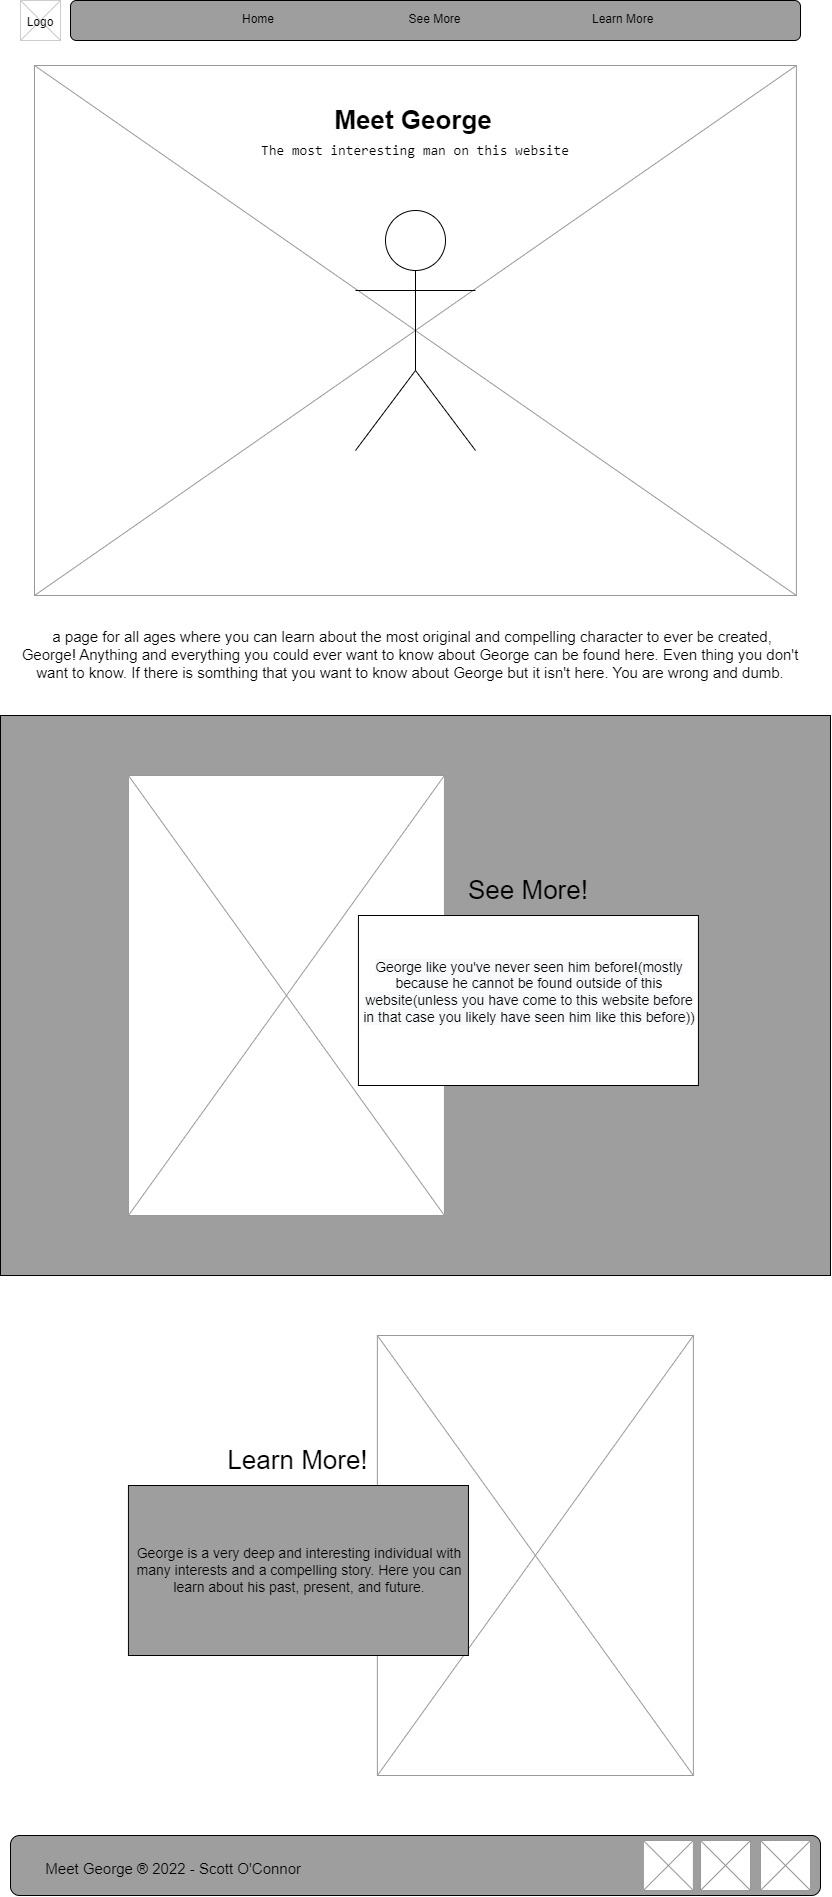 Logo
Home
See More
Learn More
Meet George
The most interesting man on this website
a page for all ages where you can learn about the most original and compelling character to ever be created,
George! Anything and everything you could ever want to know about George can be found here. Even thing you don't
want to know. If there is somthing that you want to know about George but it isn't here. You are wrong and dumb.
See More!
George like you've never seen him before!(mostly
because he cannot be found outside of this
website(unless you have come to this website before
in that case you likely have seen him like this before))
Learn More!
George is a very deep and interesting individual with
many interests and a compelling story. Here you can
learn about his past, present, and future.
Meet George ® 2022 - Scott O'Connor